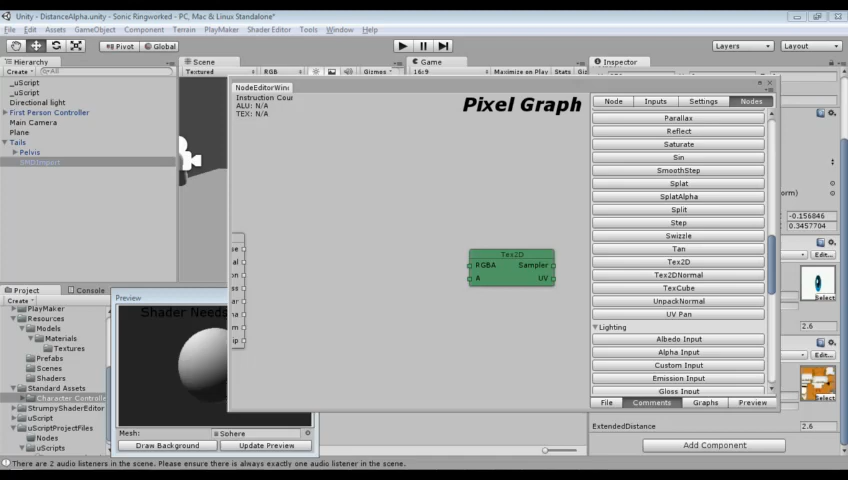 Unity - DistanceAlpha.unity - Sonic Ringworked - PC, Mac & Linux Standalone*
File Edit Assets GameObject Component Terrain PlayMaker Shader Editor Tools Window Help
Pivot Global Layers Layout
Hierarchy
Create All
_uScript
_uScript
Directional light
First Person Controller
Main Camera
Plane
Tails
Pelvis
SMDImport
Scene
Textured RGB Gizmos
Game
16:9 Maximize on Play Stats Giz
Inspector
NodeEditorWin
Instruction Cour
ALU: N/A
TEX: N/A
Pixel Graph
Tex2D
RGBA Sampler
A UV
Node Inputs Settings Nodes
Parallax
Reflect
Saturate
Sin
SmoothStep
Splat
SplatAlpha
Split
Step
Swizzle
Tan
Tex2D
Tex2DNormal
TexCube
UnpackNormal
UV Pan
Lighting
Albedo Input
Alpha Input
Custom Input
Emission Input
Gloss Input
File Comments Graphs Preview
orm)
-0.156846
0.3457704
Edit...
Select
2.6
Edit...
Select
ExtendedDistance 2.6
Add Component
Project Console
Create
PlayMaker
Resources
Models
Materials
Textures
Prefabs
Scenes
Shaders
Standard Assets
Character Controlle
StrumpyShaderEditor
uScript
uScriptProjectFiles
Nodes
uScripts
Preview
Shader Needs
Mesh: Sphere
Draw Background Update Preview
There are 2 audio listeners in the scene. Please ensure there is always exactly one audio listener in the scene.